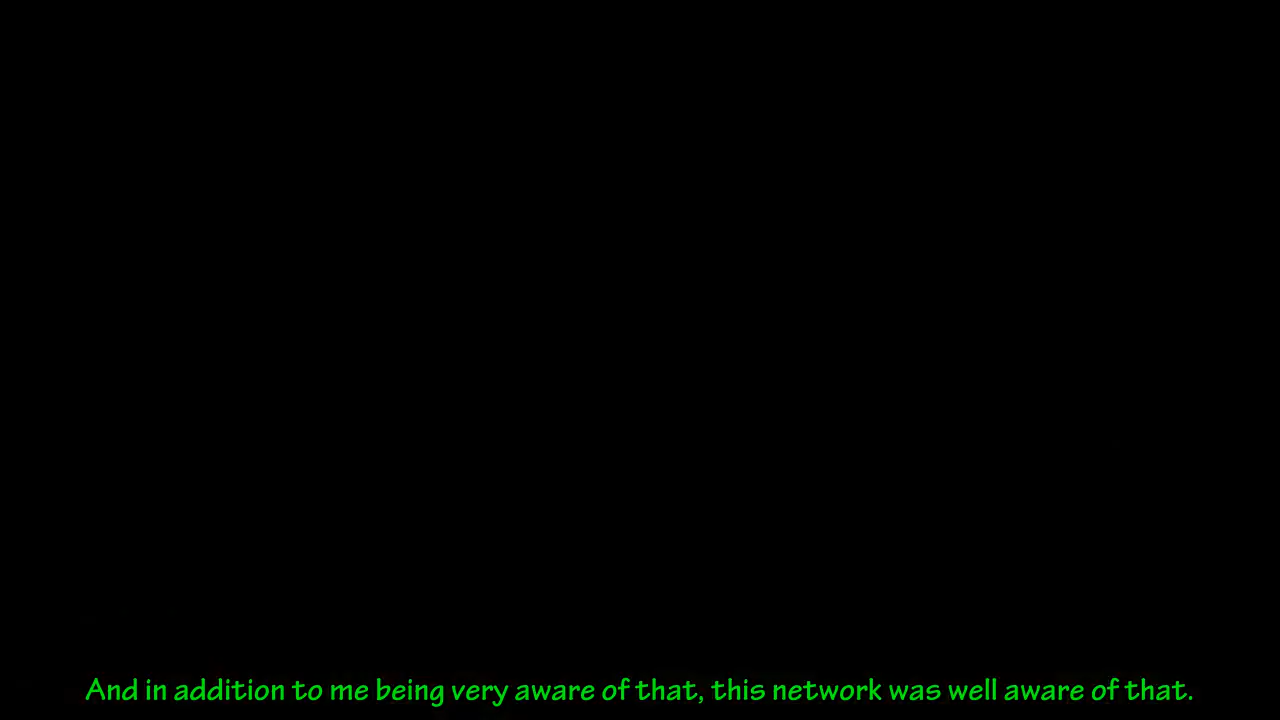 And in addition to me being very aware of that, this network was well aware of that.